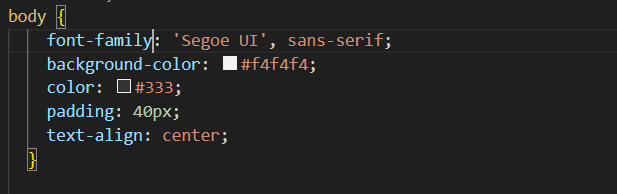 body {
font-family: 'Segoe UI', sans-serif;
background-color: #f4f4f4;
color: #333;
padding: 40px;
text-align: center;
}